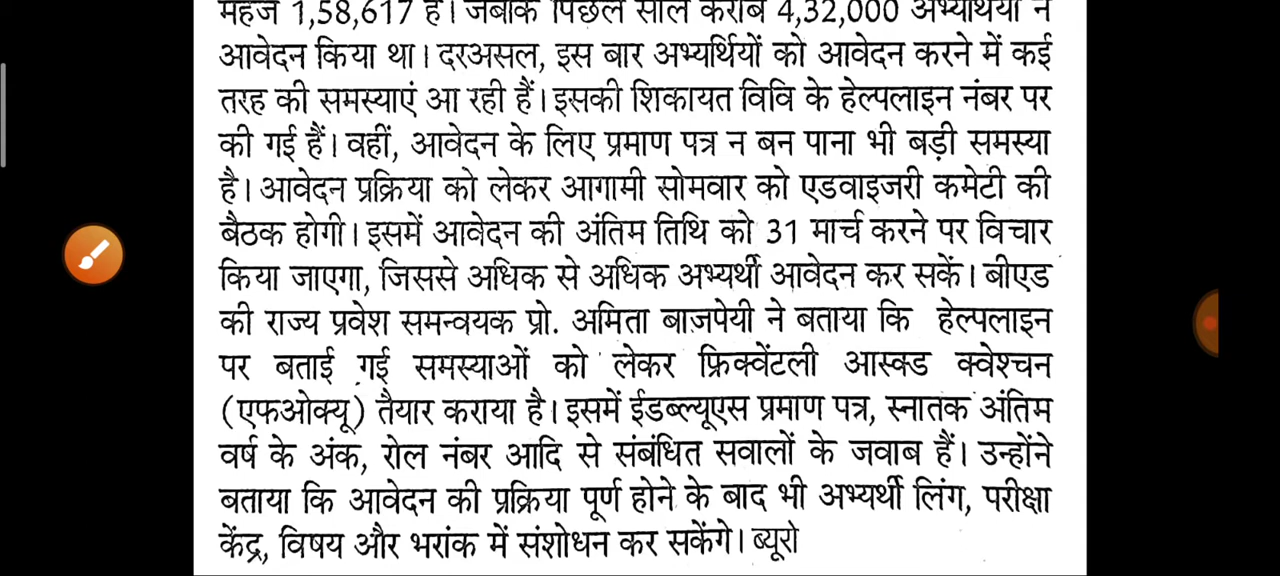 महज 1,58,617 है। जबकि पिछले साल करीब 4,32,000 अभ्यर्थियों ने
आवेदन किया था। दरअसल, इस बार अभ्यर्थियों को आवेदन करने में कई
तरह की समस्याएं आ रही हैं। इसकी शिकायत विवि के हेल्पलाइन नंबर पर
की गई हैं। वहीं, आवेदन के लिए प्रमाण पत्र न बन पाना भी बड़ी समस्या
है। आवेदन प्रक्रिया को लेकर आगामी सोमवार को एडवाइजरी कमेटी की
बैठक होगी। इसमें आवेदन की अंतिम तिथि को 31 मार्च करने पर विचार
किया जाएगा, जिससे अधिक से अधिक अभ्यर्थी आवेदन कर सकें। बीएड
की राज्य प्रवेश समन्वयक प्रो. अमिता बाजपेयी ने बताया कि हेल्पलाइन
पर बताई गई समस्याओं को लेकर फ्रिक्वेंटली आस्क्ड क्वेश्चन
(एफओक्यू) तैयार कराया है। इसमें ईडब्ल्यूएस प्रमाण पत्र, स्नातक अंतिम
वर्ष के अंक, रोल नंबर आदि से संबंधित सवालों के जवाब हैं। उन्होंने
बताया कि आवेदन की प्रक्रिया पूर्ण होने के बाद भी अभ्यर्थी लिंग, परीक्षा
केंद्र, विषय और भरांक में संशोधन कर सकेंगे। ब्यूरो